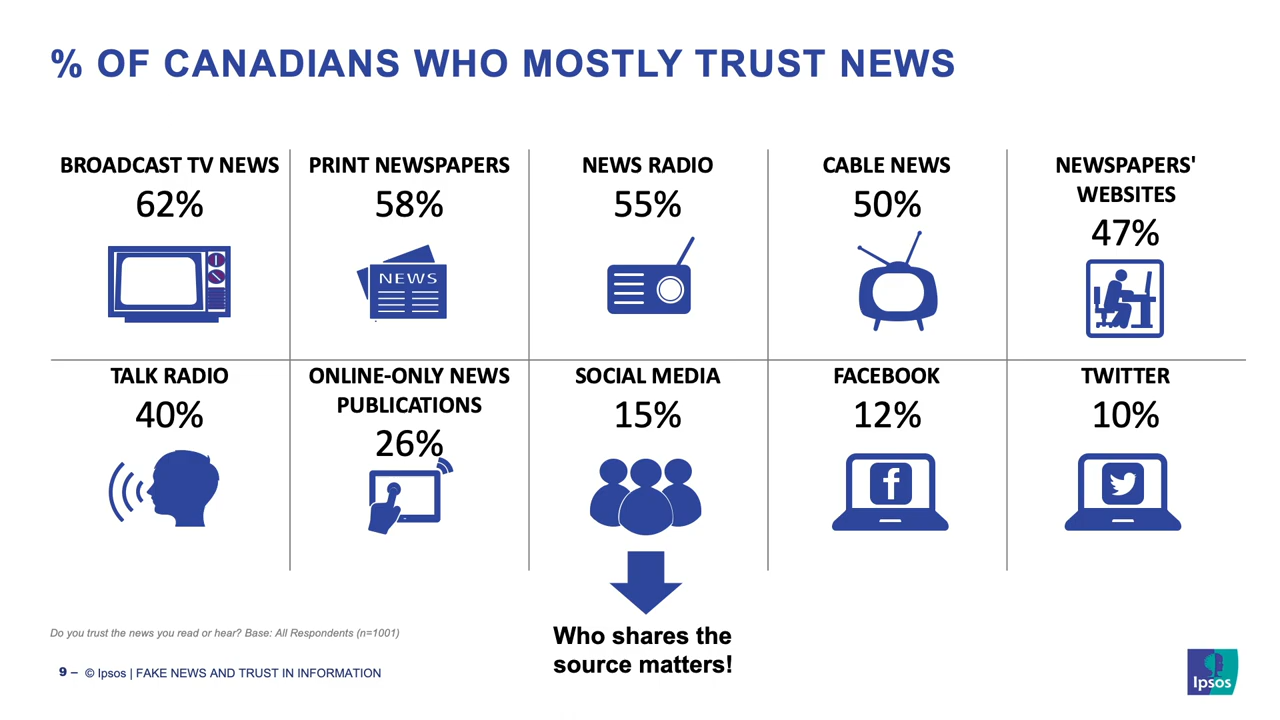 % OF CANADIANS WHO MOSTLY TRUST NEWS
BROADCAST TV NEWS
62%
PRINT NEWSPAPERS
58%
NEWS
NEWS RADIO
55%
CABLE NEWS
50%
NEWSPAPERS'
WEBSITES
47%
TALK RADIO
40%
ONLINE-ONLY NEWS
PUBLICATIONS
26%
SOCIAL MEDIA
15%
FACEBOOK
12%
f
TWITTER
10%
Who shares the
source matters!
Do you trust the news you read or hear? Base: All Respondents (n=1001)
9 – © Ipsos | FAKE NEWS AND TRUST IN INFORMATION
Ipsos